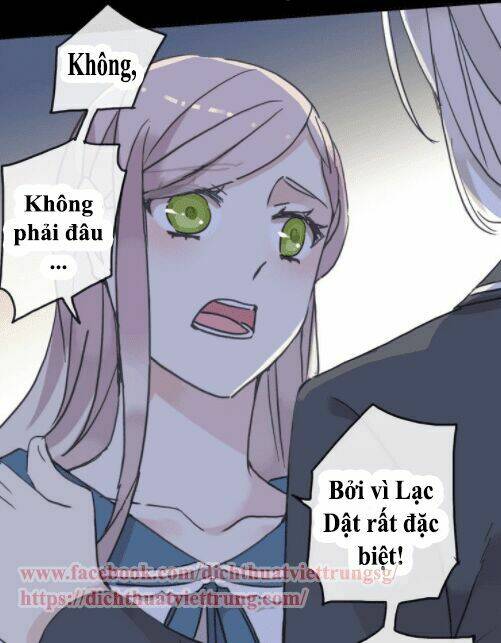 Không,
Không
phải đâu
...
Bởi vì Lạc
Dật rất đặc
biệt!
www.facebook.com/dichthuatviettrungsg/
https://dichthuatviettrung.com/